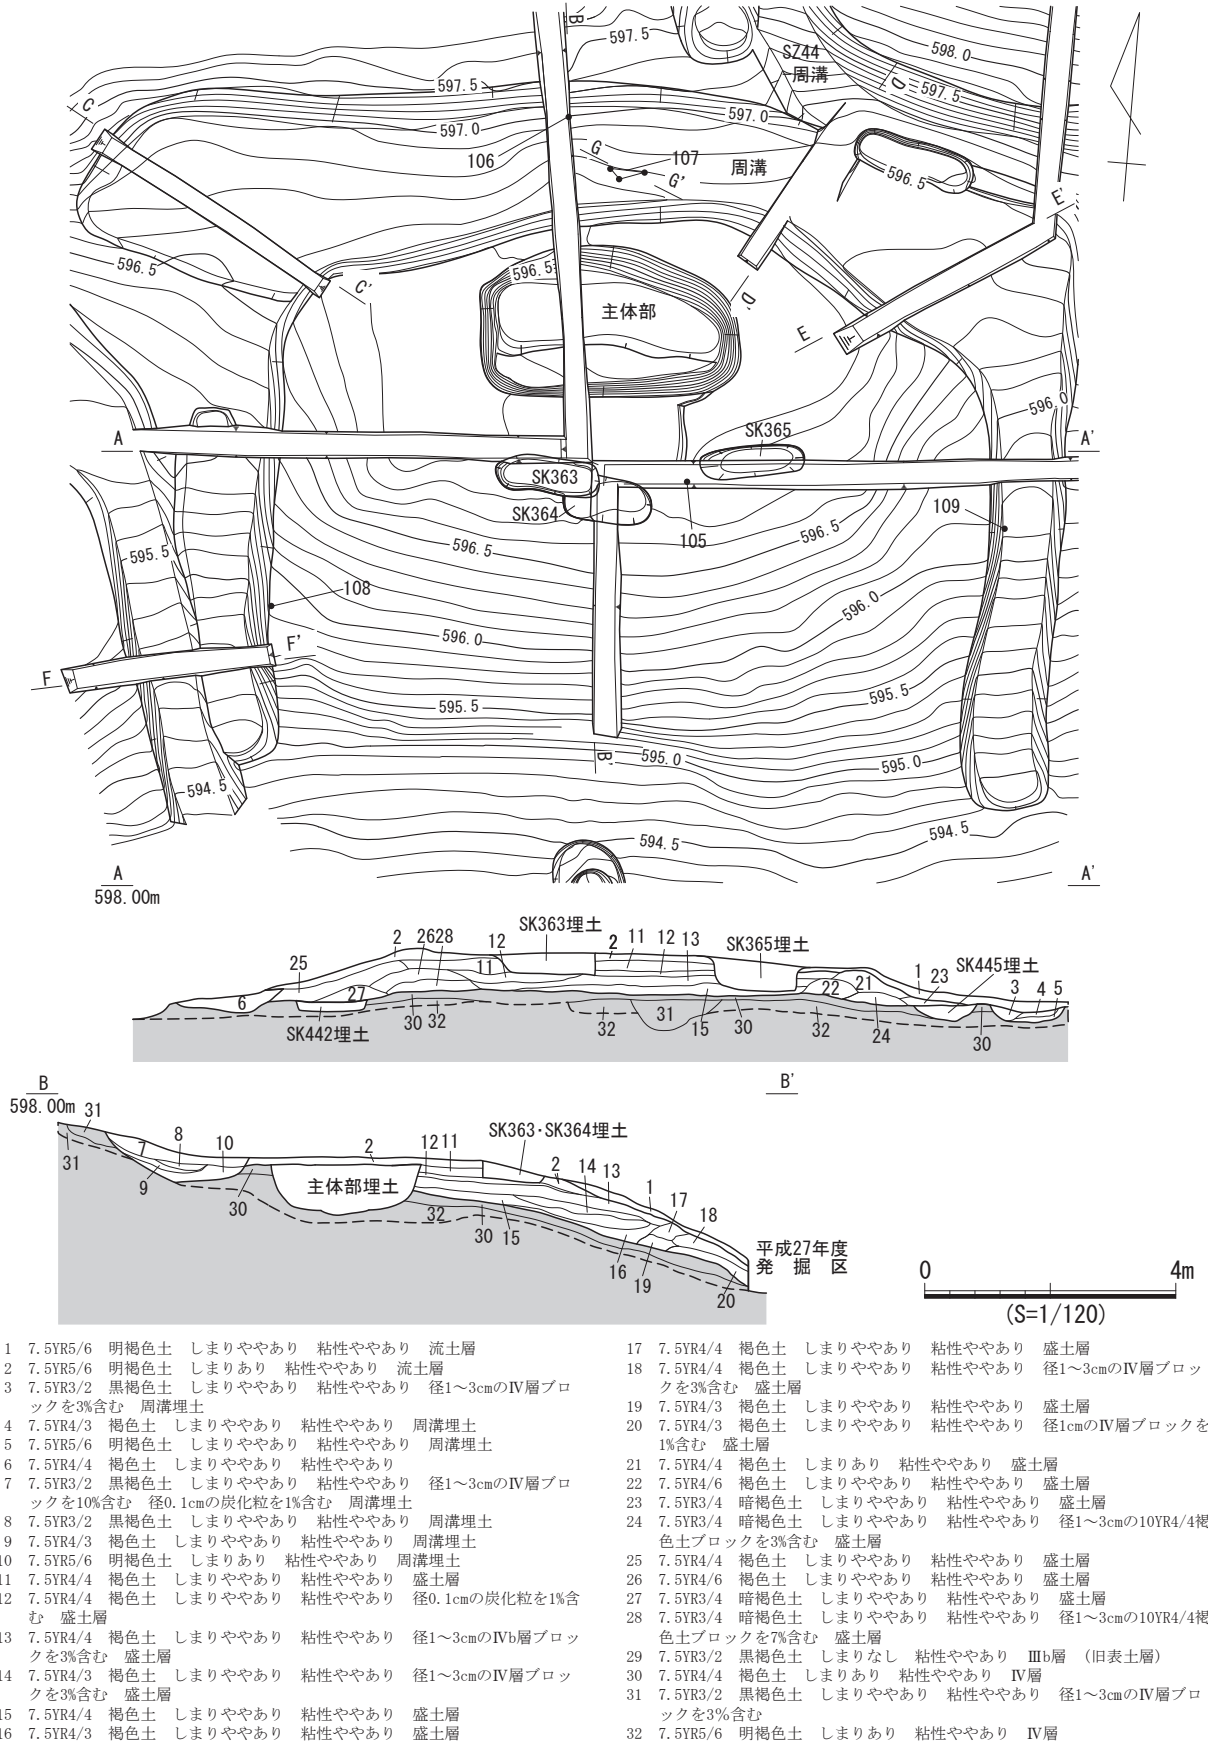 B
597.5
SZ44
周溝
598.0
C
597.5
D
597.5
597.0
597.0
106
G
107
G'
周溝
596.5
E'
596.5
C'
596.5
主体部
D'
E
596.0
A
SK365
A'
SK363
SK364
109
595.5
596.5
105
596.5
108
596.0
596.0
F
F'
595.5
595.5
B'
595.0
595.0
594.5
594.5
594.5
A
598.00m
A'
SK363埋土
2 2628 12 2 11 12 13 SK365埋土
25 11 1 23 SK445埋土
6 27 22 21 3 4 5
SK442埋土 30 32 32 31 15 30 32 24 30
B
598.00m
B'
31
7 8 10 2 12 11 SK363・SK364埋土
31 9 30 主体部埋土 32 30 15 14 2 13 1 17 18
16 19 20
平成27年度
発掘区
0 4m
(S=1/120)
1 7.5YR5/6 明褐色土 しまりややあり 粘性ややあり 流土層
2 7.5YR5/6 明褐色土 しまりあり 粘性ややあり 流土層
3 7.5YR3/2 黒褐色土 しまりややあり 粘性ややあり 径1～3cmのⅣ層ブロ
ックを3%含む 周溝埋土
4 7.5YR4/3 褐色土 しまりややあり 粘性ややあり 周溝埋土
5 7.5YR5/6 明褐色土 しまりややあり 粘性ややあり 周溝埋土
6 7.5YR4/4 褐色土 しまりややあり 粘性ややあり
7 7.5YR3/2 黒褐色土 しまりややあり 粘性ややあり 径1～3cmのⅣ層ブロ
ックを10%含む 径0.1cmの炭化粒を1%含む 周溝埋土
8 7.5YR3/2 黒褐色土 しまりややあり 粘性ややあり 周溝埋土
9 7.5YR4/3 褐色土 しまりややあり 粘性ややあり 周溝埋土
10 7.5YR5/6 明褐色土 しまりあり 粘性ややあり 周溝埋土
11 7.5YR4/4 褐色土 しまりややあり 粘性ややあり 盛土層
12 7.5YR4/4 褐色土 しまりややあり 粘性ややあり 径0.1cmの炭化粒を1%含
む 盛土層
13 7.5YR4/4 褐色土 しまりややあり 粘性ややあり 径1～3cmのⅣb層ブロッ
クを3%含む 盛土層
14 7.5YR4/3 褐色土 しまりややあり 粘性ややあり 径1～3cmのⅣ層ブロッ
クを3%含む 盛土層
15 7.5YR4/4 褐色土 しまりややあり 粘性ややあり 盛土層
16 7.5YR4/3 褐色土 しまりややあり 粘性ややあり 盛土層
17 7.5YR4/4 褐色土 しまりややあり 粘性ややあり 盛土層
18 7.5YR4/4 褐色土 しまりややあり 粘性ややあり 径1～3cmのⅣ層ブロッ
クを3%含む 盛土層
19 7.5YR4/3 褐色土 しまりややあり 粘性ややあり 盛土層
20 7.5YR4/3 褐色土 しまりややあり 粘性ややあり 径1cmのⅣ層ブロックを
1%含む 盛土層
21 7.5YR4/4 褐色土 しまりあり 粘性ややあり 盛土層
22 7.5YR4/6 褐色土 しまりややあり 粘性ややあり 盛土層
23 7.5YR3/4 暗褐色土 しまりややあり 粘性ややあり 盛土層
24 7.5YR3/4 暗褐色土 しまりややあり 粘性ややあり 径1～3cmの10YR4/4褐
色土ブロックを3%含む 盛土層
25 7.5YR4/4 褐色土 しまりややあり 粘性ややあり 盛土層
26 7.5YR4/6 褐色土 しまりややあり 粘性ややあり 盛土層
27 7.5YR3/4 暗褐色土 しまりややあり 粘性ややあり 盛土層
28 7.5YR3/4 暗褐色土 しまりややあり 粘性ややあり 径1～3cmの10YR4/4褐
色土ブロックを7%含む 盛土層
29 7.5YR3/2 黒褐色土 しまりなし 粘性ややあり Ⅲb層 （旧表土層）
30 7.5YR4/4 褐色土 しまりあり 粘性ややあり Ⅳ層
31 7.5YR3/2 黒褐色土 しまりややあり 粘性ややあり 径1～3cmのⅣ層ブロ
ックを3％含む
32 7.5YR5/6 明褐色土 しまりあり 粘性ややあり Ⅳ層